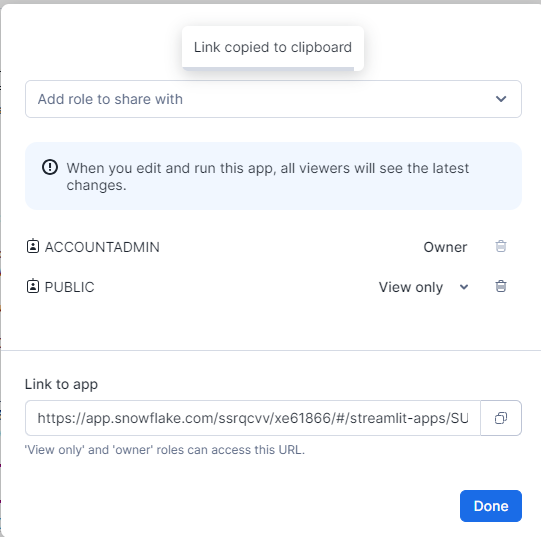 Link copied to clipboard
Add role to share with
When you edit and run this app, all viewers will see the latest
changes.
ACCOUNTADMIN Owner
PUBLIC View only
Link to app
https://app.snowflake.com/ssrqcvv/xe61866/#/streamlit-apps/SU
'View only' and 'owner' roles can access this URL.
Done